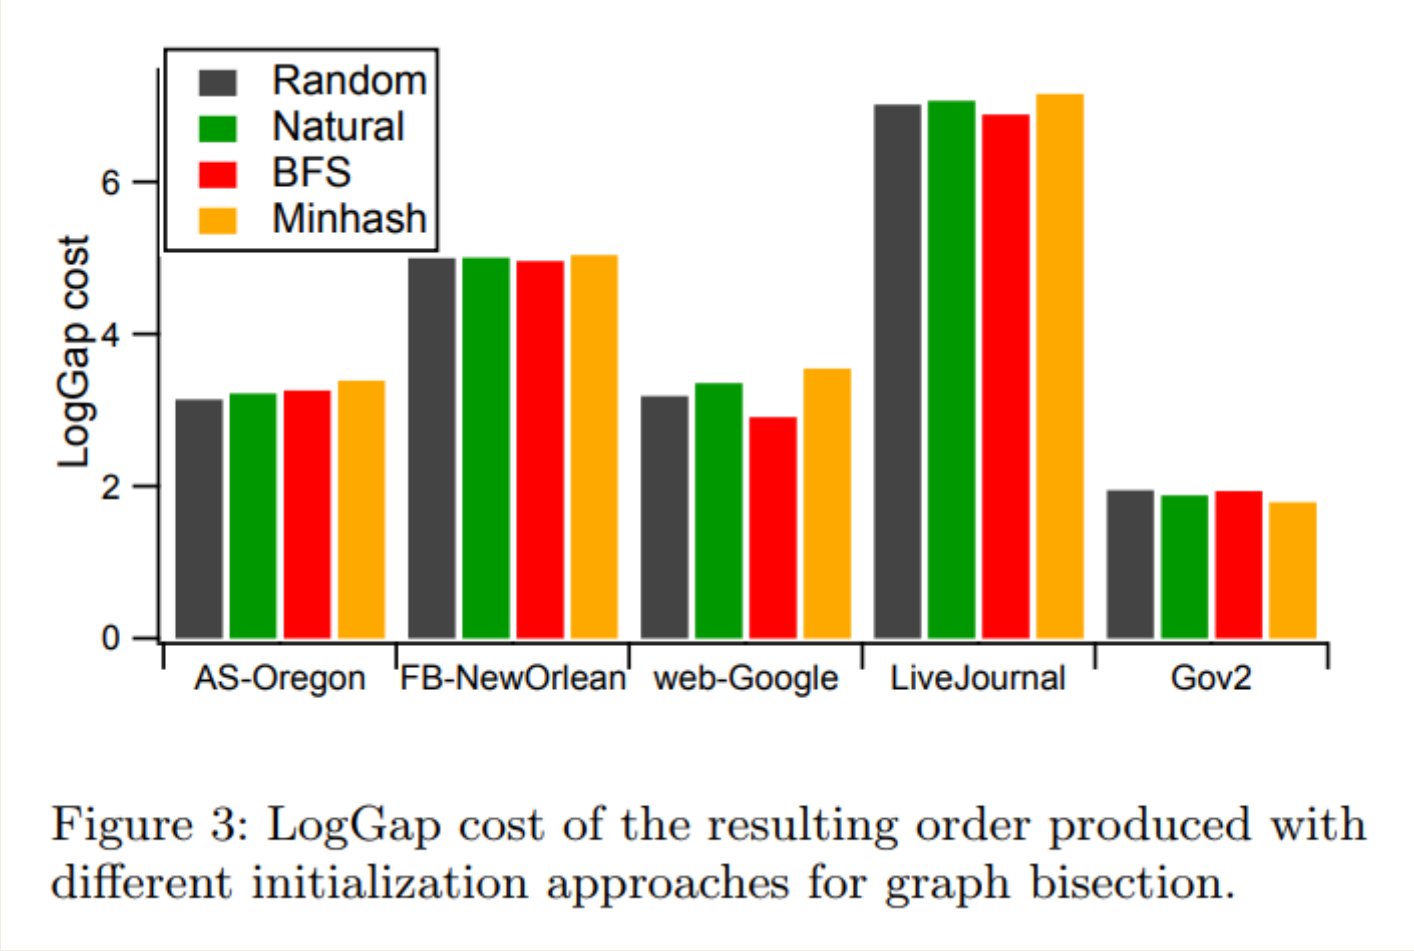 Random
Natural
BFS
Minhash
LogGap cost
6
4
2
0
AS-Oregon FB-NewOrlean web-Google LiveJournal Gov2
Figure 3: LogGap cost of the resulting order produced with
different initialization approaches for graph bisection.